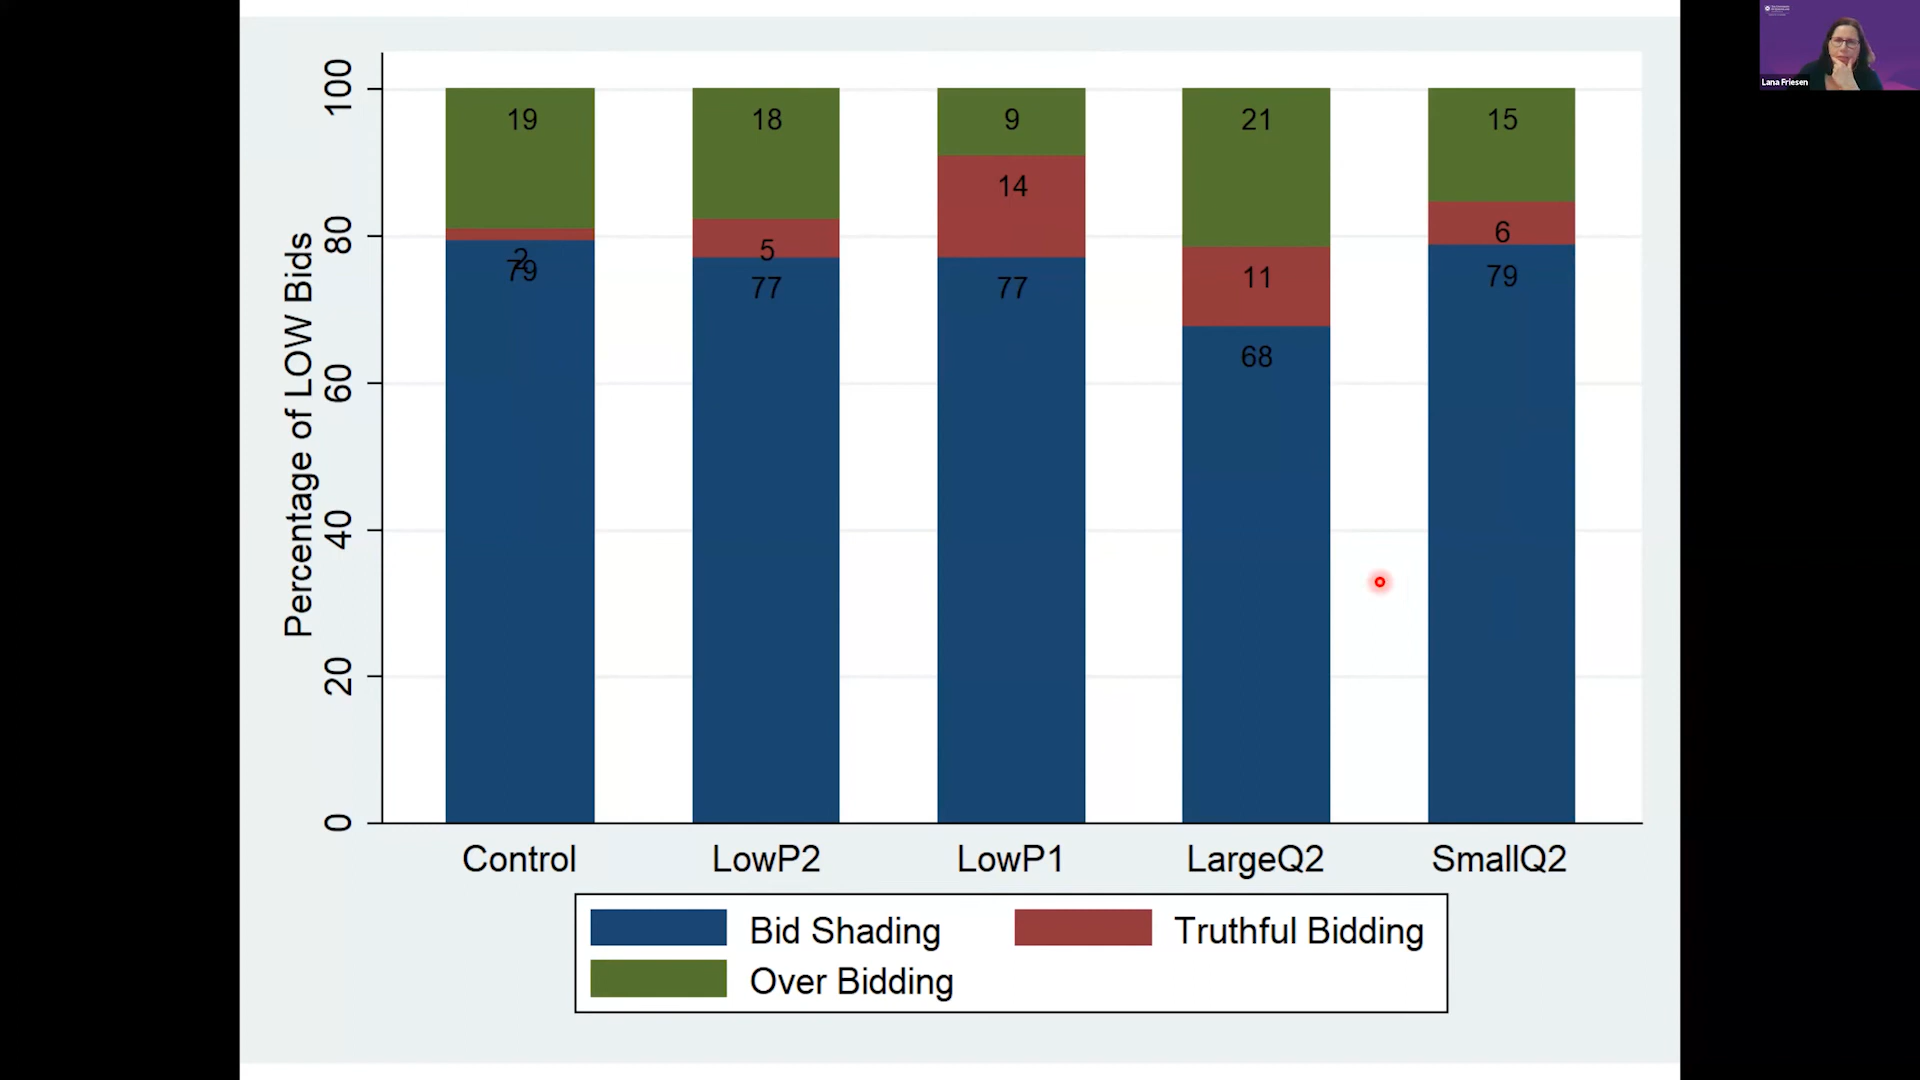 Lana Friesen
Percentage of LOW Bids
100
80
60
40
20
0
19
2
79
18
5
77
9
14
77
21
11
68
15
6
79
Control
LowP2
LowP1
LargeQ2
SmallQ2
Bid Shading
Truthful Bidding
Over Bidding